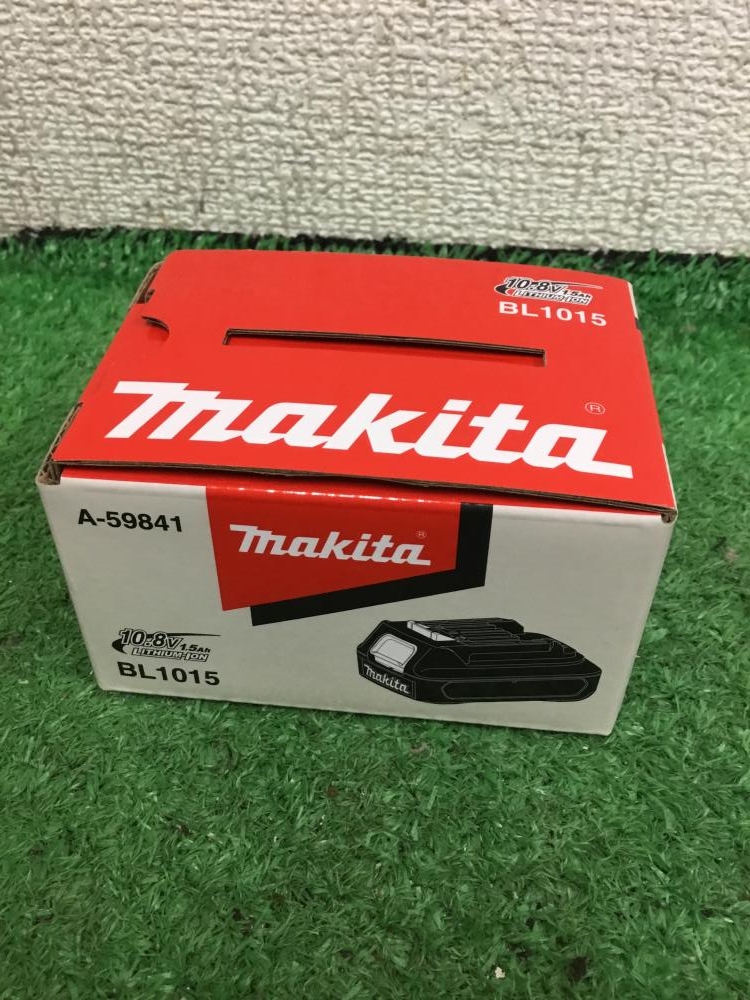 10.8V 1.5Ah
LITHIUM-ION
BL1015
makita®
A-59841
makita®
10.8V 1.5Ah
LITHIUM-ION
BL1015
makita